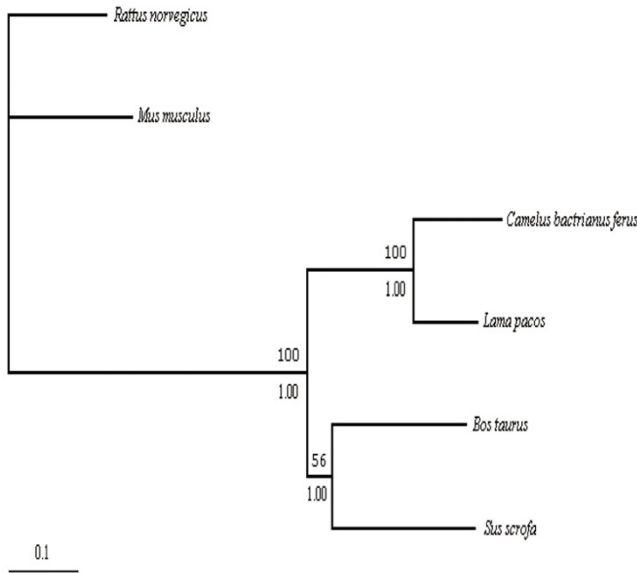 Rattus norvegicus
Mus musculus
Camelus bactrianus ferus
100
1.00
Lama pacos
100
1.00
Bos taurus
56
1.00
Sus scrofa
0.1